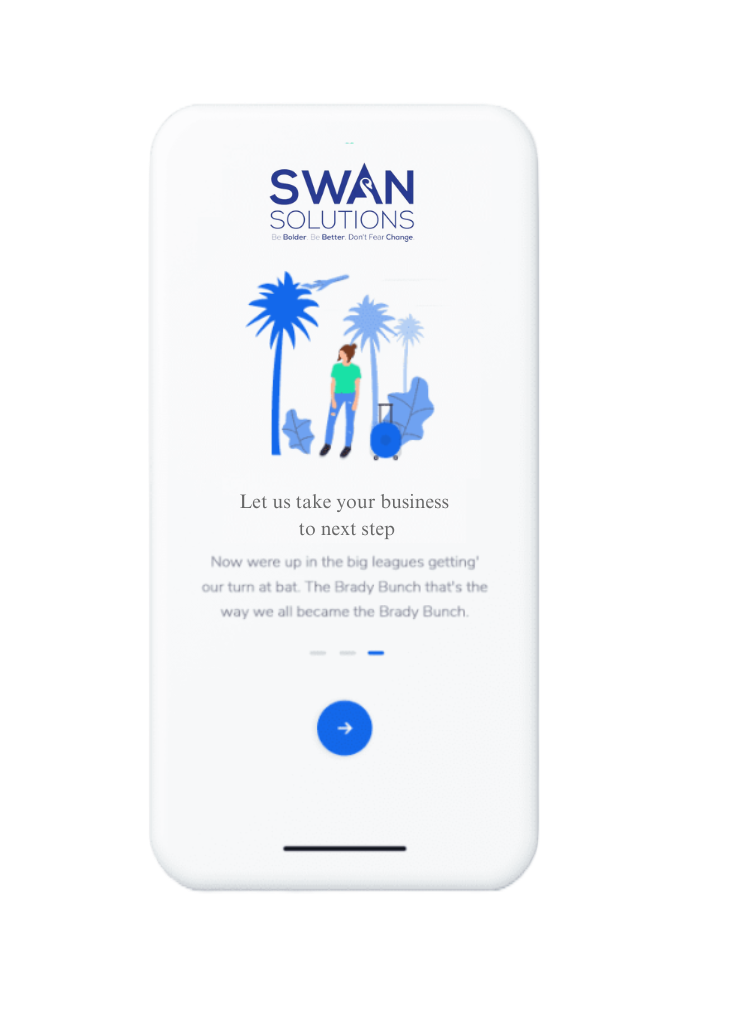 SWAN
SOLUTIONS
Be Bolder. Be Better. Don't Fear Change.
Let us take your business
to next step
Now were up in the big leagues getting'
our turn at bat. The Brady Bunch that's the
way we all became the Brady Bunch.